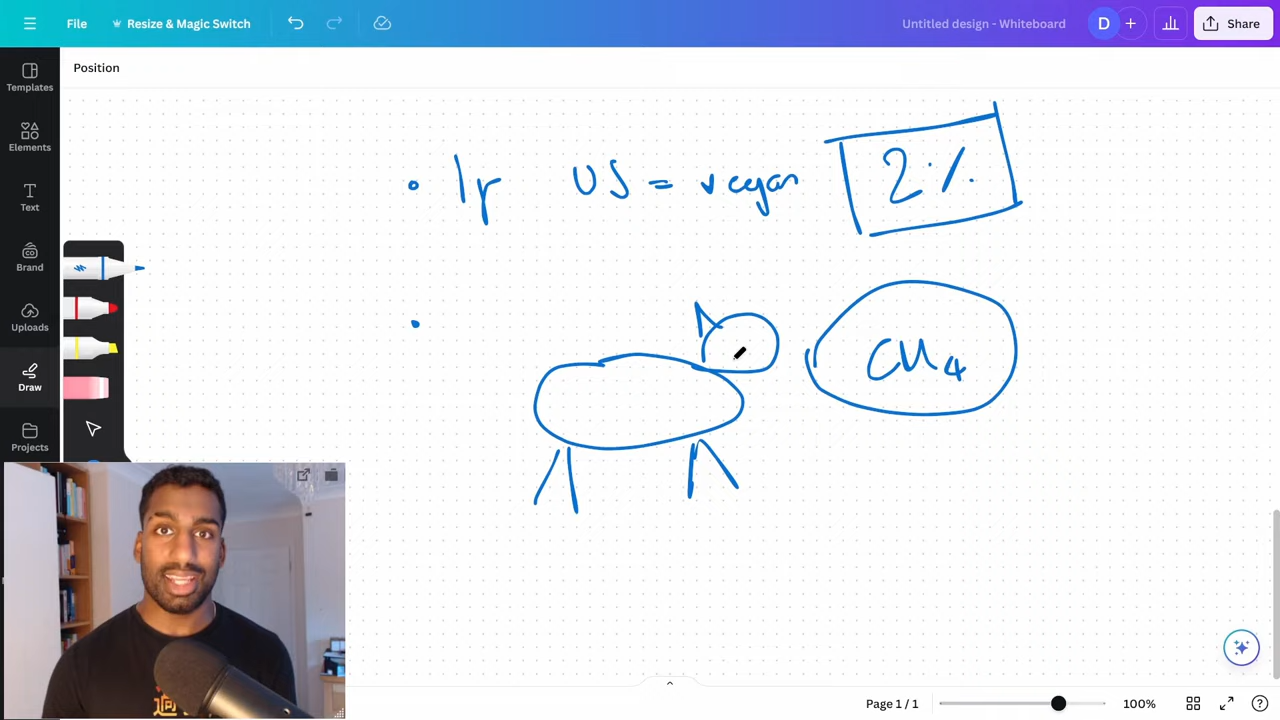 File
Resize & Magic Switch
Untitled design - Whiteboard
D
+
Share
Position
Templates
Elements
Text
Brand
Uploads
Draw
Projects
• 1yr US = vegan 2%
•
CH4
Page 1 / 1
100%